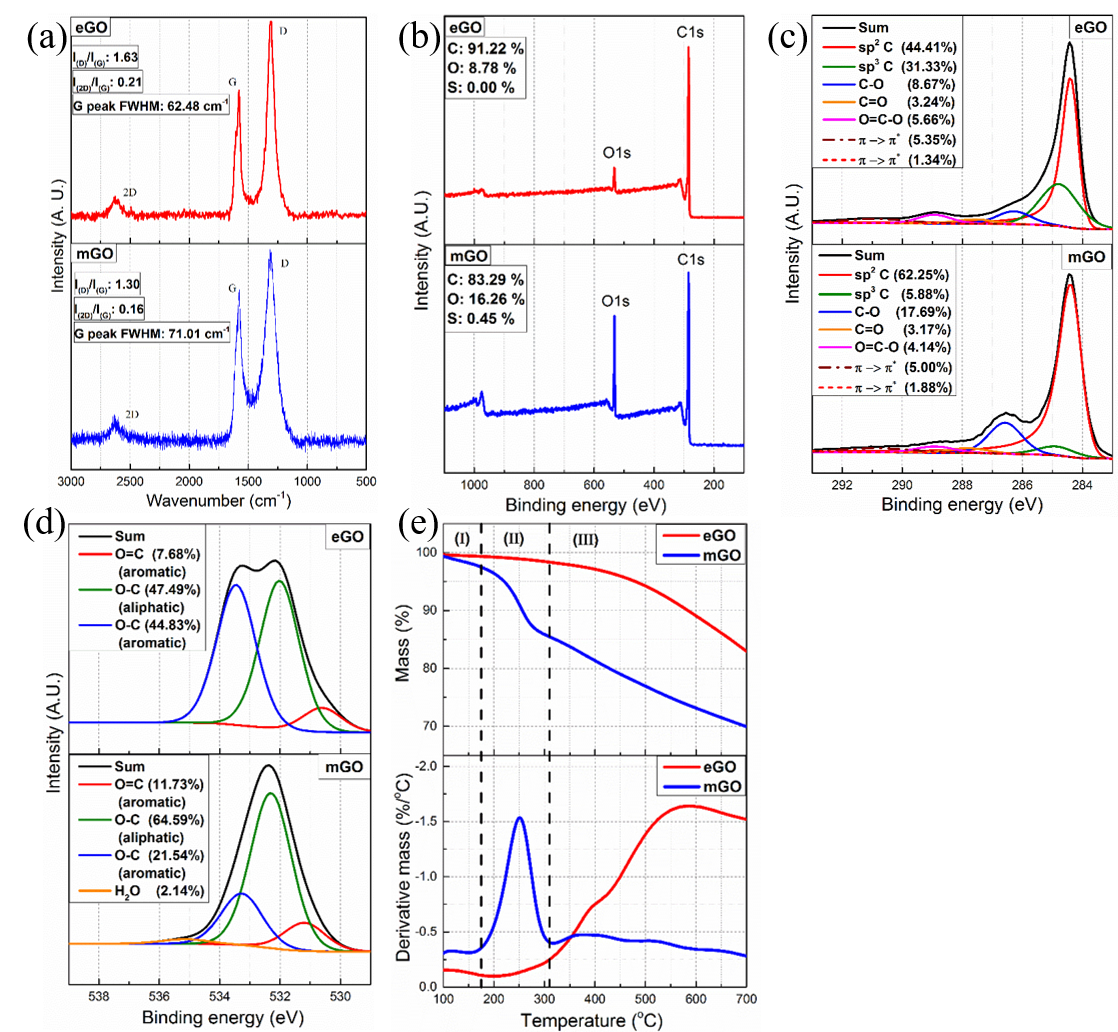 (a)
eGO
I(D)/I(G): 1.63
I(2D)/I(G): 0.21
G peak FWHM: 62.48 cm-1
D
G
2D
mGO
I(D)/I(G): 1.30
I(2D)/I(G): 0.16
G peak FWHM: 71.01 cm-1
D
G
2D
Intensity (A. U.)
3000 2500 2000 1500 1000 500
Wavenumber (cm-1)
(b)
eGO
C: 91.22 %
O: 8.78 %
S: 0.00 %
C1s
O1s
mGO
C: 83.29 %
O: 16.26 %
S: 0.45 %
C1s
O1s
Intensity (A.U.)
1000 800 600 400 200
Binding energy (eV)
(c)
eGO
Sum
sp2 C (44.41%)
sp3 C (31.33%)
C-O (8.67%)
C=O (3.24%)
O=C-O (5.66%)
π -> π* (5.35%)
π -> π* (1.34%)
mGO
Sum
sp2 C (62.25%)
sp3 C (5.88%)
C-O (17.69%)
C=O (3.17%)
O=C-O (4.14%)
π -> π* (5.00%)
π -> π* (1.88%)
Intensity (A.U.)
292 290 288 286 284
Binding energy (eV)
(d)
eGO
Sum
O=C (7.68%)
(aromatic)
O-C (47.49%)
(aliphatic)
O-C (44.83%)
(aromatic)
mGO
Sum
O=C (11.73%)
(aromatic)
O-C (64.59%)
(aliphatic)
O-C (21.54%)
(aromatic)
H2O (2.14%)
Intensity (A.U.)
538 536 534 532 530
Binding energy (eV)
(e)
(I) (II) (III)
eGO
mGO
100
90
80
70
Mass (%)
eGO
mGO
-2.0
-1.5
-1.0
-0.5
0.0
Derivative mass (%/oC)
100 200 300 400 500 600 700
Temperature (oC)